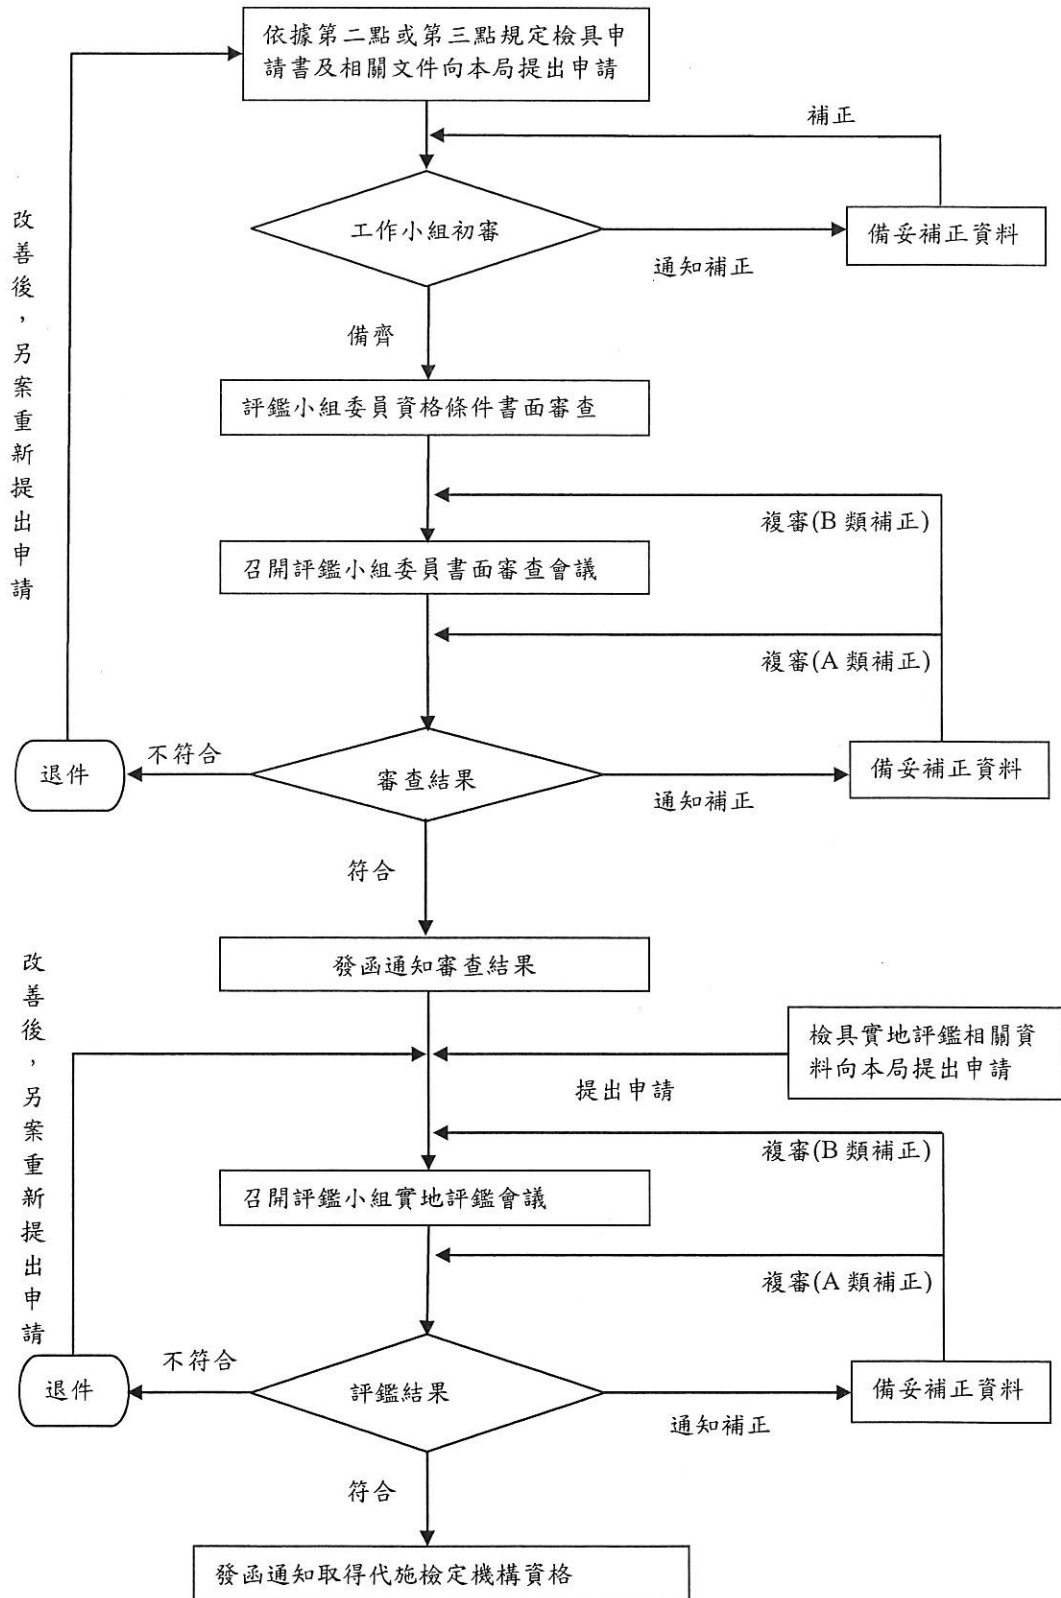 依據第二點或第三點規定檢具申
請書及相關文件向本局提出申請
補正
工作小組初審
備妥補正資料
通知補正
備齊
改善後，另案重新提出申請
評鑑小組委員資格條件書面審查
複審(B 類補正)
召開評鑑小組委員書面審查會議
複審(A 類補正)
不符合
退件
審查結果
備妥補正資料
通知補正
符合
發函通知審查結果
改善後，另案重新提出申請
檢具實地評鑑相關資
料向本局提出申請
提出申請
複審(B 類補正)
召開評鑑小組實地評鑑會議
複審(A 類補正)
不符合
退件
評鑑結果
備妥補正資料
通知補正
符合
發函通知取得代施檢定機構資格